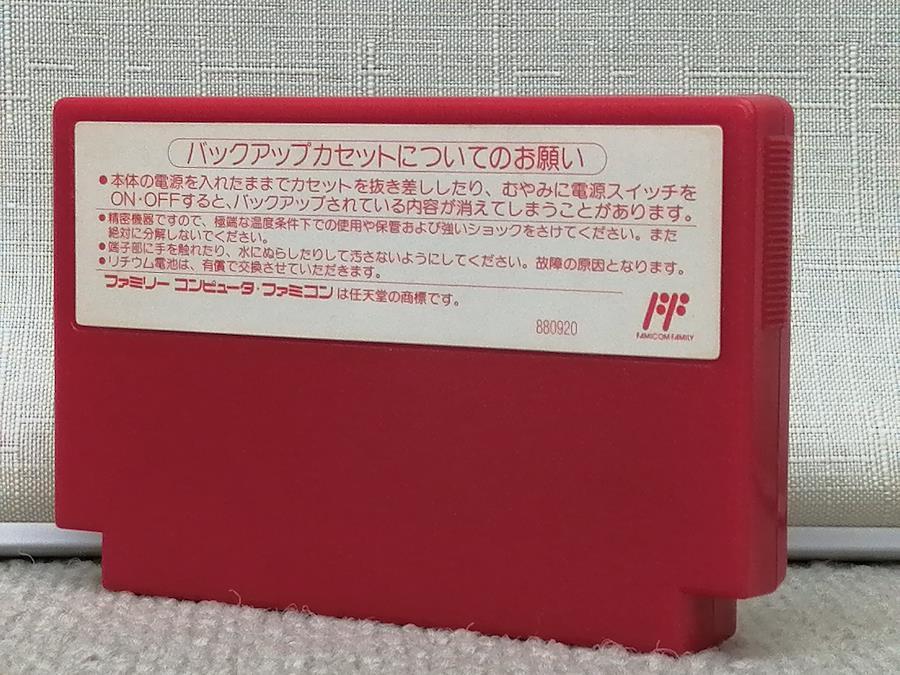 バックアップカセットについてのお願い
●本体の電源を入れたままでカセットを抜き差ししたり、むやみに電源スイッチを
ON・OFFすると、バックアップされている内容が消えてしまうことがあります。
●精密機器ですので、極端な温度条件下での使用や保管および強いショックをさけてください。また
絶対に分解しないでください。
●端子部に手を触れたり、水にぬらしたりして汚さないようにしてください。故障の原因となります。
●リチウム電池は、有償で交換させていただきます。
ファミリー コンピュータ・ファミコンは任天堂の商標です。
880920
FAMICOM FAMILY